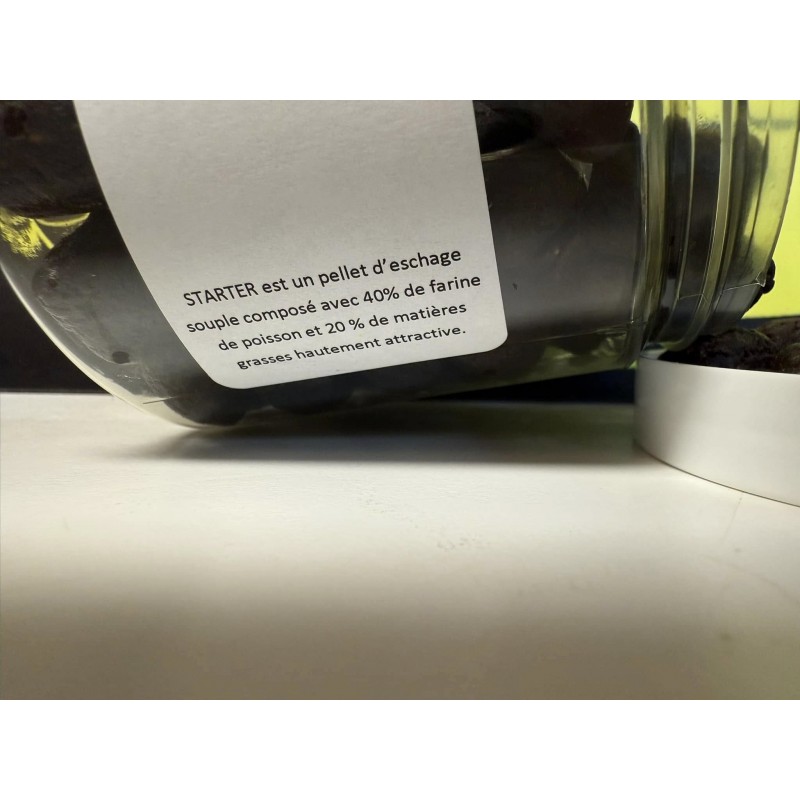 STARTER est un pellet d'eschage
souple composé avec 40% de farine
de poisson et 20 % de matières
grasses hautement attractive.